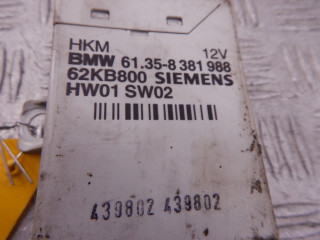 HKM 12V
BMW 61.35-8 381 988
62KB800 SIEMENS
HW01 SW02
439802 439802